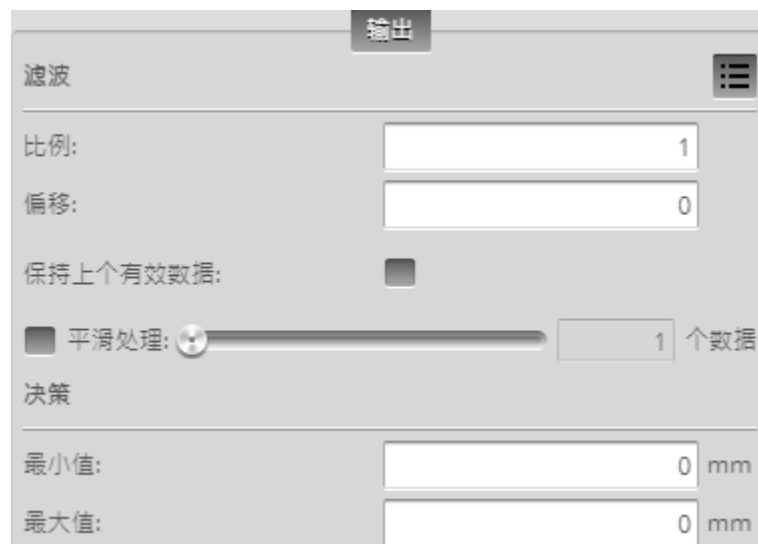 输出
滤波
比例: 1
偏移: 0
保持上个有效数据:
平滑处理: 1 个数据
决策
最小值: 0 mm
最大值: 0 mm